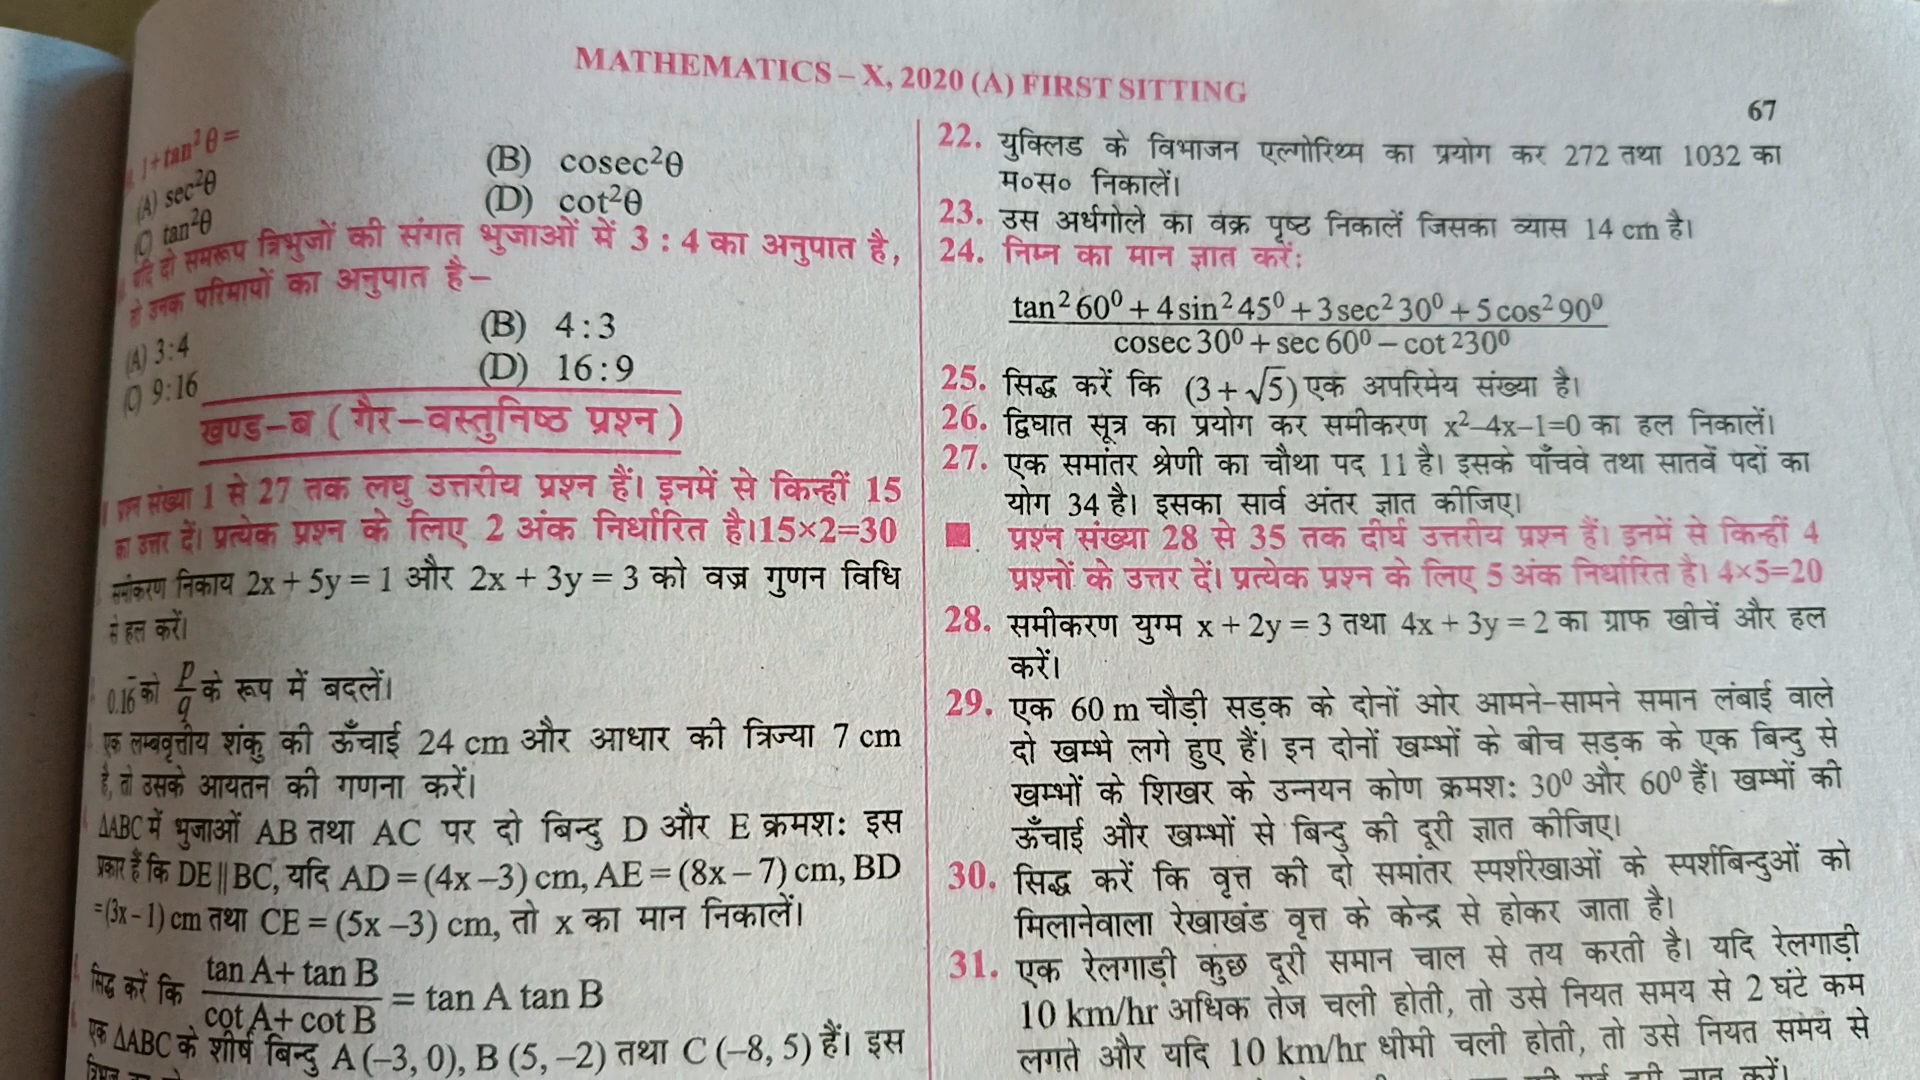 MATHEMATICS – X, 2020 (A) FIRST SITTING
67
1+tan²θ =
(A) sec²θ
(B) cosec²θ
(C) tan²θ
(D) cot²θ
यदि दो समरूप त्रिभुजों की संगत भुजाओं में 3 : 4 का अनुपात है,
तो उनके परिमापों का अनुपात है–
(A) 3:4
(B) 4:3
(C) 9:16
(D) 16:9
खण्ड–ब ( गैर–वस्तुनिष्ठ प्रश्न )
प्रश्न संख्या 1 से 27 तक लघु उत्तरीय प्रश्न हैं। इनमें से किन्हीं 15
का उत्तर दें। प्रत्येक प्रश्न के लिए 2 अंक निर्धारित है।15×2=30
समीकरण निकाय 2x + 5y = 1 और 2x + 3y = 3 को वज्र गुणन विधि
से हल करें।
0.16̅ को p/q के रूप में बदलें।
एक लम्बवृत्तीय शंकु की ऊँचाई 24 cm और आधार की त्रिज्या 7 cm
है, तो उसके आयतन की गणना करें।
ΔABC में भुजाओं AB तथा AC पर दो बिन्दु D और E क्रमशः इस
प्रकार हैं कि DE || BC, यदि AD = (4x –3) cm, AE = (8x – 7) cm, BD
= (3x – 1) cm तथा CE = (5x –3) cm, तो x का मान निकालें।
सिद्ध करें कि (tan A+ tan B)/(cot A+ cot B) = tan A tan B
एक ΔABC के शीर्ष बिन्दु A (–3, 0), B (5, –2) तथा C (–8, 5) हैं। इस
22. युक्लिड के विभाजन एल्गोरिथ्म का प्रयोग कर 272 तथा 1032 का
म०स० निकालें।
23. उस अर्धगोले का वक्र पृष्ठ निकालें जिसका व्यास 14 cm है।
24. निम्न का मान ज्ञात करें:
tan² 60⁰ + 4 sin² 45⁰ + 3 sec² 30⁰ + 5 cos² 90⁰
cosec 30⁰ + sec 60⁰ – cot ²30⁰
25. सिद्ध करें कि (3 + √5) एक अपरिमेय संख्या है।
26. द्विघात सूत्र का प्रयोग कर समीकरण x²–4x–1=0 का हल निकालें।
27. एक समांतर श्रेणी का चौथा पद 11 है। इसके पाँचवे तथा सातवें पदों का
योग 34 है। इसका सार्व अंतर ज्ञात कीजिए।
■ प्रश्न संख्या 28 से 35 तक दीर्घ उत्तरीय प्रश्न हैं। इनमें से किन्हीं 4
प्रश्नों के उत्तर दें। प्रत्येक प्रश्न के लिए 5 अंक निर्धारित है। 4×5=20
28. समीकरण युग्म x + 2y = 3 तथा 4x + 3y = 2 का ग्राफ खीचें और हल
करें।
29. एक 60 m चौड़ी सड़क के दोनों ओर आमने-सामने समान लंबाई वाले
दो खम्भे लगे हुए हैं। इन दोनों खम्भों के बीच सड़क के एक बिन्दु से
खम्भों के शिखर के उन्नयन कोण क्रमशः 30⁰ और 60⁰ हैं। खम्भों की
ऊँचाई और खम्भों से बिन्दु की दूरी ज्ञात कीजिए।
30. सिद्ध करें कि वृत्त की दो समांतर स्पर्शरेखाओं के स्पर्शबिन्दुओं को
मिलानेवाला रेखाखंड वृत्त के केन्द्र से होकर जाता है।
31. एक रेलगाड़ी कुछ दूरी समान चाल से तय करती है। यदि रेलगाड़ी
10 km/hr अधिक तेज चली होती, तो उसे नियत समय से 2 घंटे कम
लगते और यदि 10 km/hr धीमी चली होती, तो उसे नियत समय से